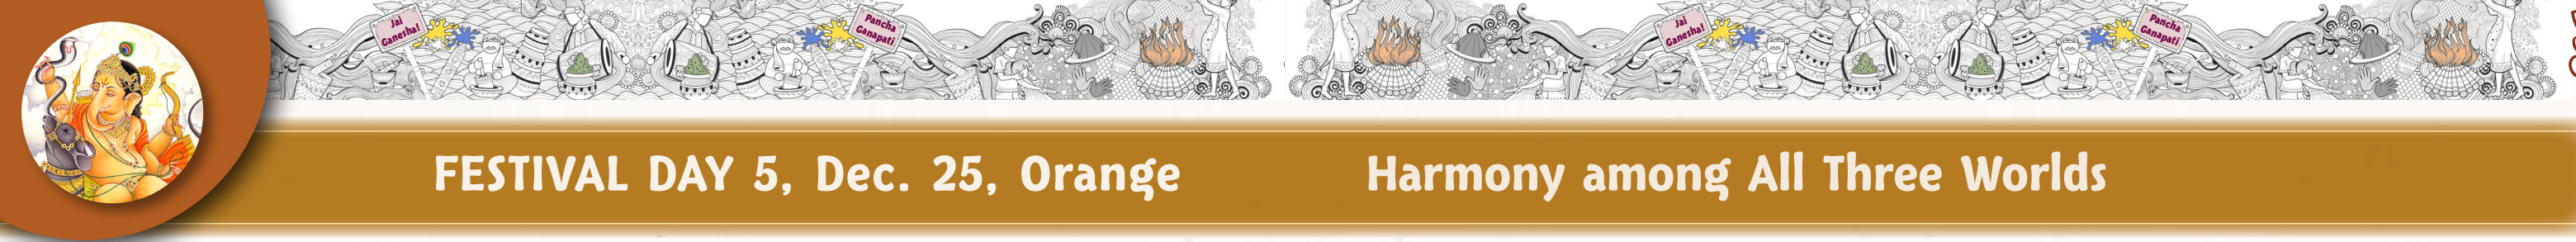 Jai
Ganesha!
Pancha
Ganapati
Jai
Ganesha!
Pancha
Ganapati
FESTIVAL DAY 5, Dec. 25, Orange
Harmony among All Three Worlds